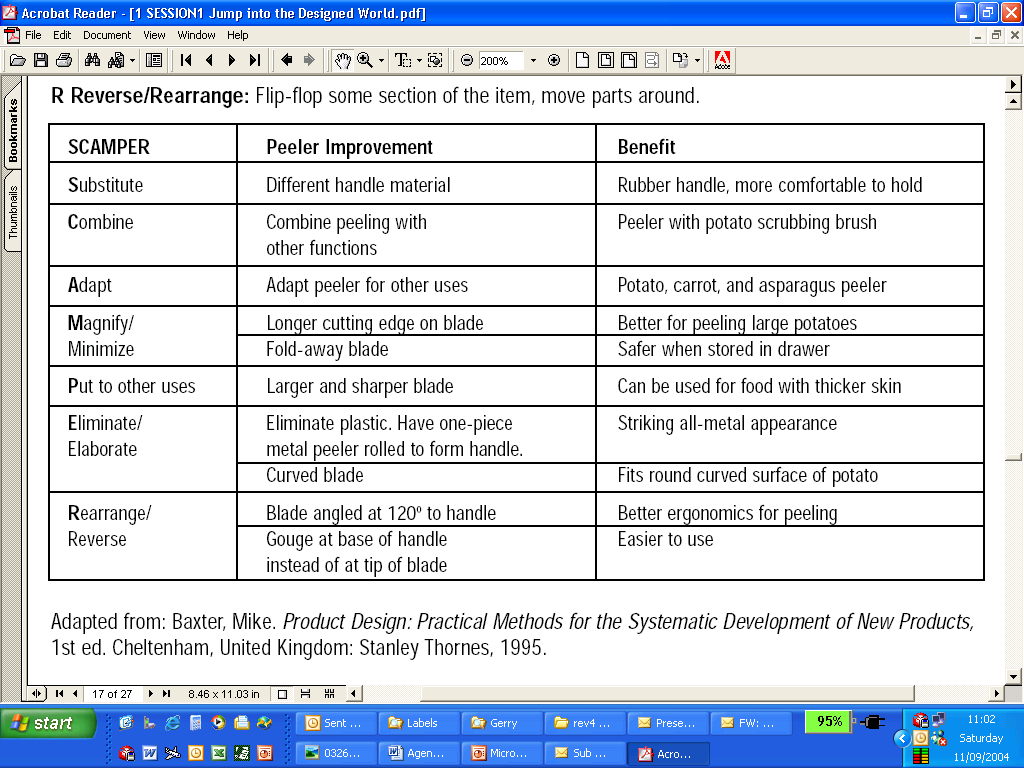 Acrobat Reader - [1 SESSION1 Jump into the Designed World.pdf]
File Edit Document View Window Help
200%
Adobe
Bookmarks
Thumbnails
R Reverse/Rearrange: Flip-flop some section of the item, move parts around.
SCAMPER Peeler Improvement Benefit
Substitute Different handle material Rubber handle, more comfortable to hold
Combine Combine peeling with Peeler with potato scrubbing brush
other functions
Adapt Adapt peeler for other uses Potato, carrot, and asparagus peeler
Magnify/ Longer cutting edge on blade Better for peeling large potatoes
Minimize Fold-away blade Safer when stored in drawer
Put to other uses Larger and sharper blade Can be used for food with thicker skin
Eliminate/ Eliminate plastic. Have one-piece Striking all-metal appearance
Elaborate metal peeler rolled to form handle.
Curved blade Fits round curved surface of potato
Rearrange/ Blade angled at 120º to handle Better ergonomics for peeling
Reverse Gouge at base of handle Easier to use
instead of at tip of blade
Adapted from: Baxter, Mike. Product Design: Practical Methods for the Systematic Development of New Products,
1st ed. Cheltenham, United Kingdom: Stanley Thornes, 1995.
17 of 27 8.46 x 11.03 in
start Sent ... Labels Gerry rev4 ... Prese... FW: ... 95% 11:02
Saturday
0326... Agen... Micro... Sub ... Acro... 11/09/2004